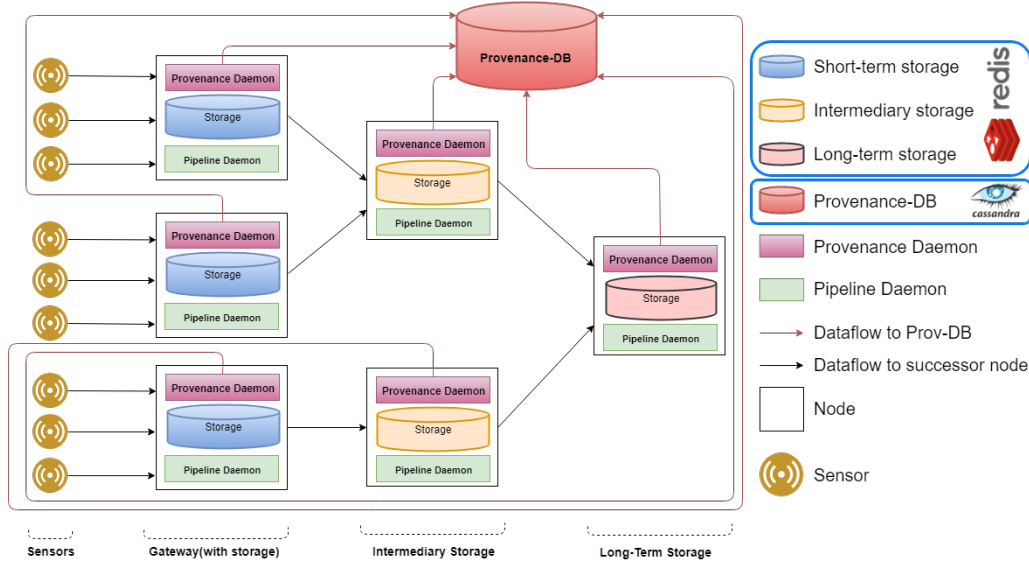 Provenance-DB
Provenance Daemon
Storage
Pipeline Daemon
Provenance Daemon
Storage
Pipeline Daemon
Provenance Daemon
Storage
Pipeline Daemon
Provenance Daemon
Storage
Pipeline Daemon
Provenance Daemon
Storage
Pipeline Daemon
Provenance Daemon
Storage
Pipeline Daemon
Sensors
Gateway(with storage)
Intermediary Storage
Long-Term Storage
Short-term storage
Intermediary storage
Long-term storage
redis
Provenance-DB
cassandra
Provenance Daemon
Pipeline Daemon
Dataflow to Prov-DB
Dataflow to successor node
Node
Sensor